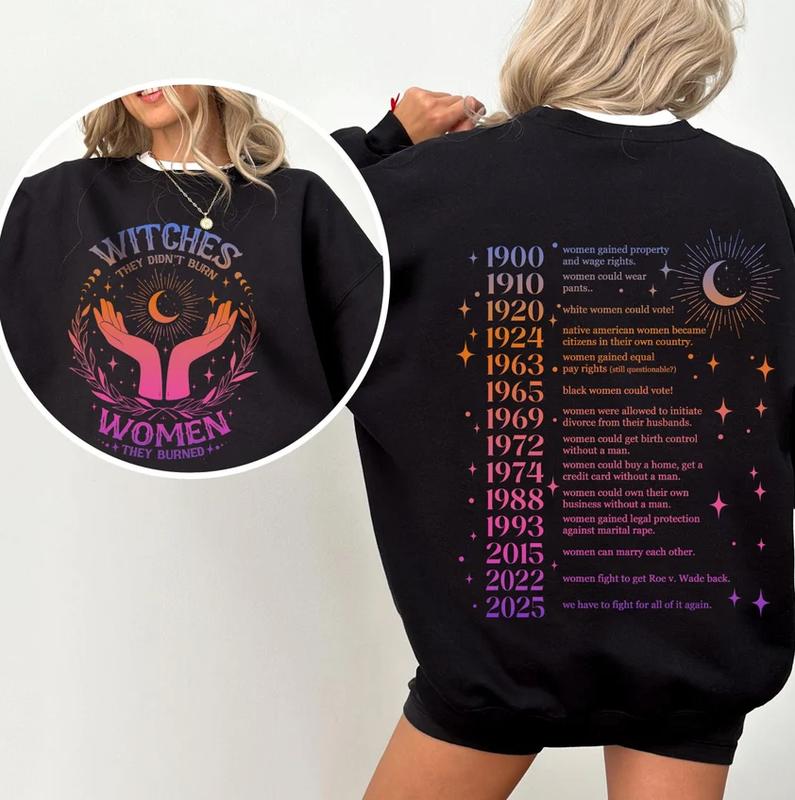 WITCHES
THEY DIDN'T BURN
WOMEN
THEY BURNED
1900 women gained property
and wage rights.
1910 women could wear
pants..
1920 white women could vote!
1924 native american women became
citizens in their own country.
1963 women gained equal
pay rights (still questionable?)
1965 black women could vote!
1969 women were allowed to initiate
divorce from their husbands.
1972 women could get birth control
without a man.
1974 women could buy a home, get a
credit card without a man.
1988 women could own their own
business without a man.
1993 women gained legal protection
against marital rape.
2015 women can marry each other.
2022 women fight to get Roe v. Wade back.
2025 we have to fight for all of it again.